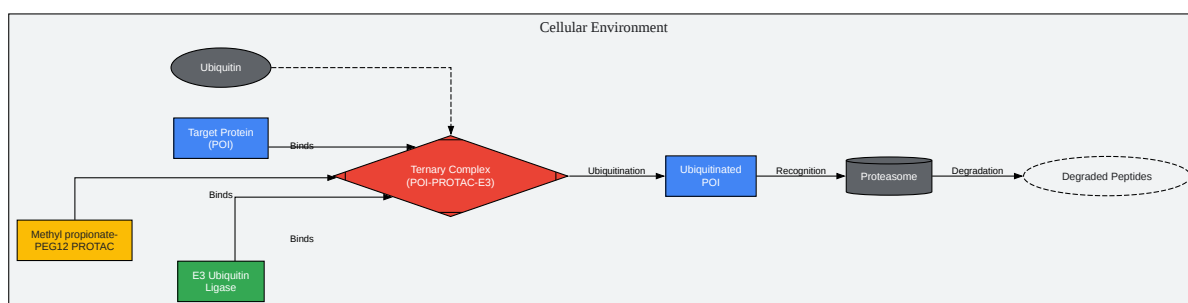 Cellular Environment
Ubiquitin
Target Protein
(POI)
Binds
Ternary Complex
(POI-PROTAC-E3)
Ubiquitination
Ubiquitinated
POI
Recognition
Proteasome
Degradation
Degraded Peptides
Binds
Methyl propionate-
PEG12 PROTAC
Binds
E3 Ubiquitin
Ligase